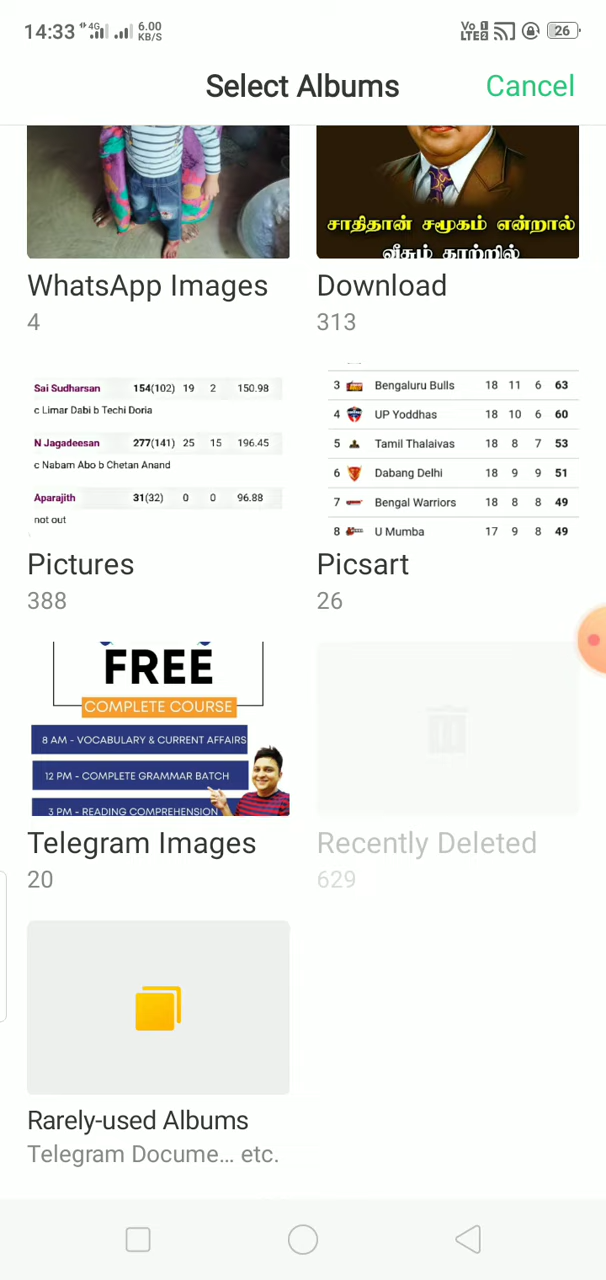 14:33 4G 6.00 KB/S Vo 1 LTE2 26
Select Albums Cancel
சாதிதான் சமூகம் என்றால்
வீசும் காற்றில்
WhatsApp Images Download
4 313
Sai Sudharsan 154(102) 19 2 150.98
c Limar Dabi b Techi Doria
N Jagadeesan 277(141) 25 15 196.45
c Nabam Abo b Chetan Anand
Aparajith 31(32) 0 0 96.88
not out
3 Bengaluru Bulls 18 11 6 63
4 UP Yoddhas 18 10 6 60
5 Tamil Thalaivas 18 8 7 53
6 Dabang Delhi 18 9 9 51
7 Bengal Warriors 18 8 8 49
8 U Mumba 17 9 8 49
Pictures Picsart
388 26
FREE
COMPLETE COURSE
8 AM - VOCABULARY & CURRENT AFFAIRS
12 PM - COMPLETE GRAMMAR BATCH
3 PM - READING COMPREHENSION
Telegram Images Recently Deleted
20 629
Rarely-used Albums
Telegram Docume... etc.